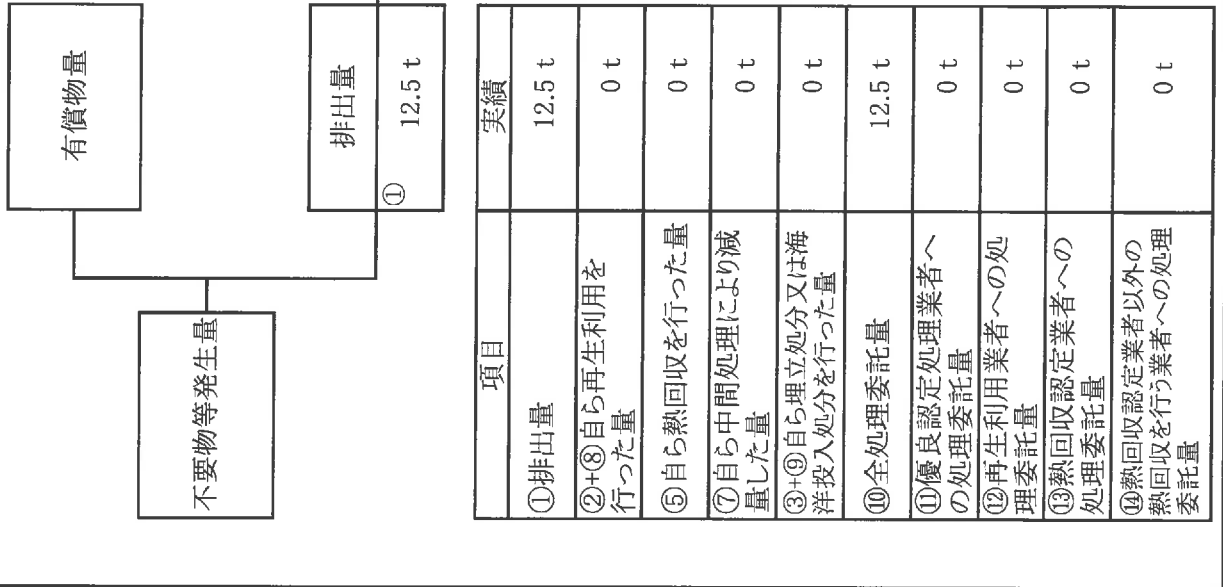 有償物量
不要物等発生量
排出量
①
12.5 t
項目
実績
①排出量
12.5 t
②+⑧自ら再生利用を
行った量
0 t
⑤自ら熱回収を行った量
0 t
⑦自ら中間処理により減
量した量
0 t
③+⑨自ら埋立処分又は海
洋投入処分を行った量
0 t
⑩全処理委託量
12.5 t
⑪優良認定処理業者へ
の処理委託量
0 t
⑫再生利用業者への処
理委託量
0 t
⑬熱回収認定業者への
処理委託量
0 t
⑭熱回収認定業者以外の
熱回収を行う業者への処理
委託量
0 t